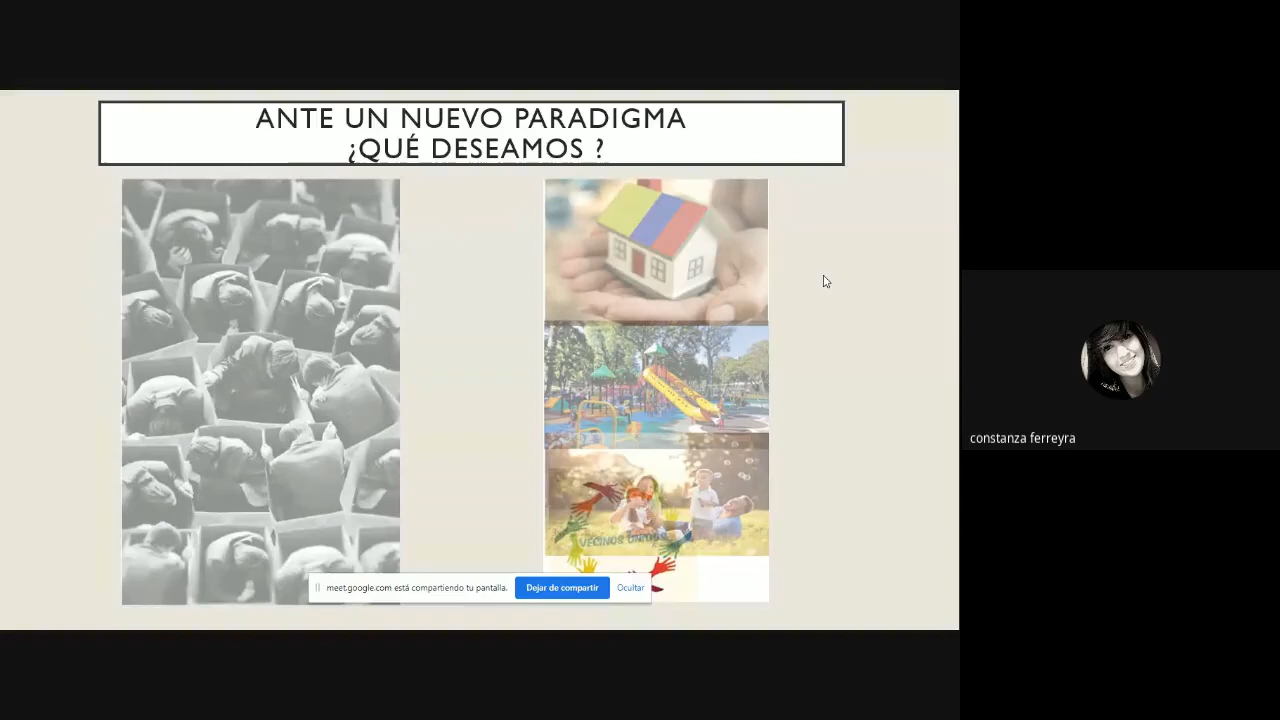 ANTE UN NUEVO PARADIGMA
¿QUÉ DESEAMOS ?
VECINOS UNIDOS
meet.google.com está compartiendo tu pantalla.
Dejar de compartir
Ocultar
constanza ferreyra